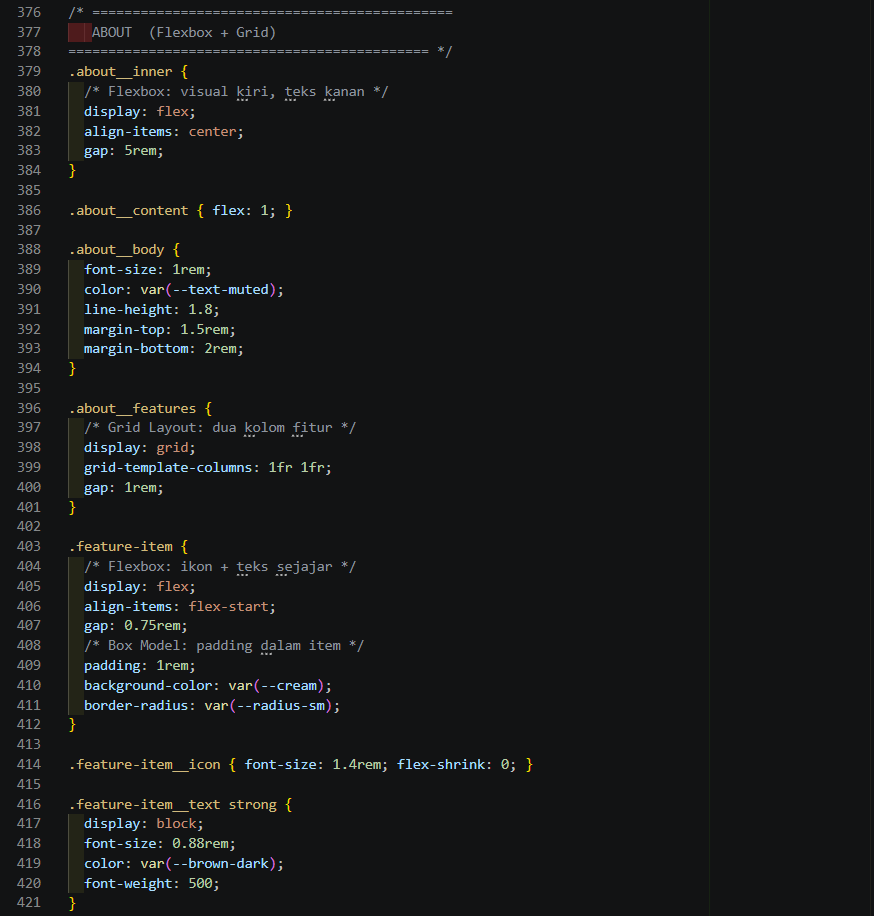 376 /* =============================================
377    ABOUT  (Flexbox + Grid)
378 ============================================= */
379 .about__inner {
380   /* Flexbox: visual kiri, teks kanan */
381   display: flex;
382   align-items: center;
383   gap: 5rem;
384 }
385
386 .about__content { flex: 1; }
387
388 .about__body {
389   font-size: 1rem;
390   color: var(--text-muted);
391   line-height: 1.8;
392   margin-top: 1.5rem;
393   margin-bottom: 2rem;
394 }
395
396 .about__features {
397   /* Grid Layout: dua kolom fitur */
398   display: grid;
399   grid-template-columns: 1fr 1fr;
400   gap: 1rem;
401 }
402
403 .feature-item {
404   /* Flexbox: ikon + teks sejajar */
405   display: flex;
406   align-items: flex-start;
407   gap: 0.75rem;
408   /* Box Model: padding dalam item */
409   padding: 1rem;
410   background-color: var(--cream);
411   border-radius: var(--radius-sm);
412 }
413
414 .feature-item__icon { font-size: 1.4rem; flex-shrink: 0; }
415
416 .feature-item__text strong {
417   display: block;
418   font-size: 0.88rem;
419   color: var(--brown-dark);
420   font-weight: 500;
421 }